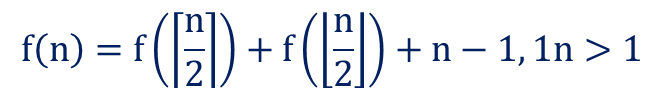 f(n) = f(⌈n/2⌉) + f(⌊n/2⌋) + n − 1, 1n > 1